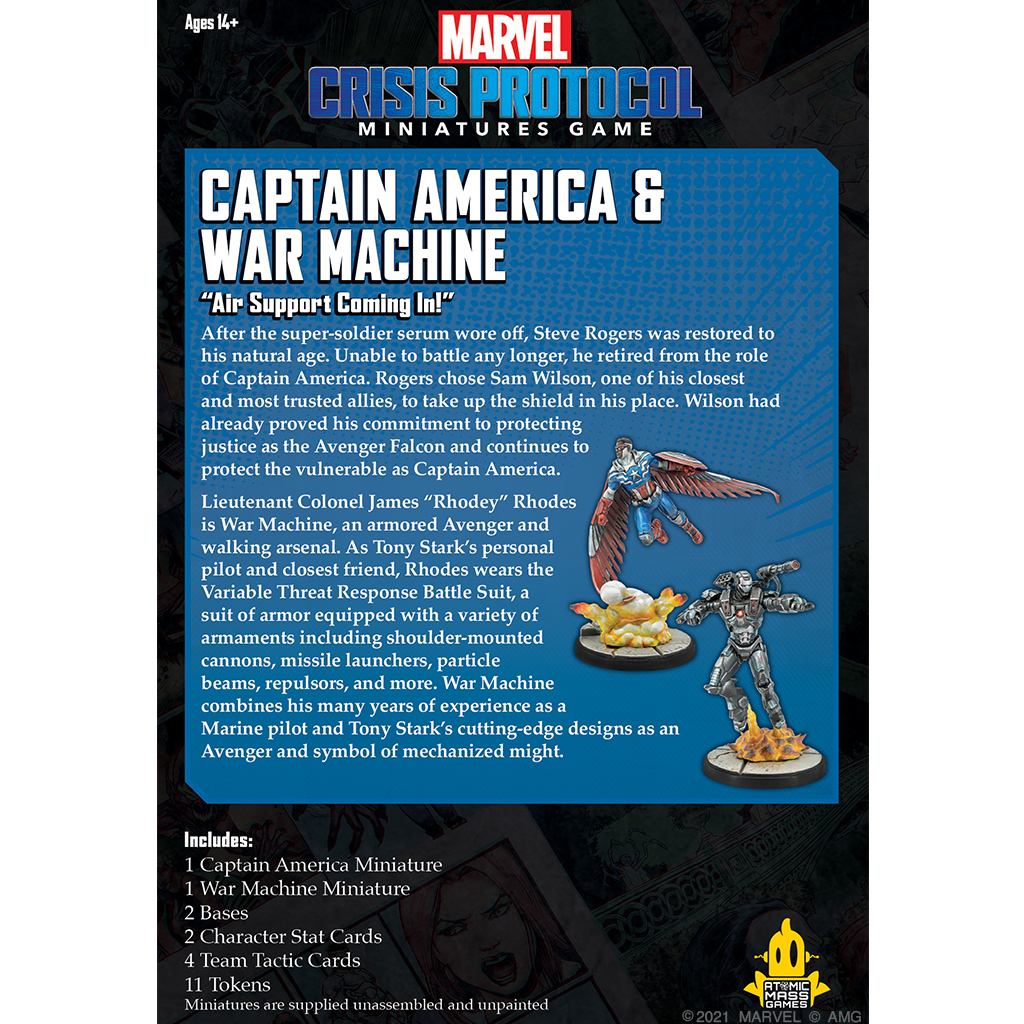 Ages 14+
MARVEL
CRISIS PROTOCOL
MINIATURES GAME
CAPTAIN AMERICA &
WAR MACHINE
“Air Support Coming In!”
After the super-soldier serum wore off, Steve Rogers was restored to
his natural age. Unable to battle any longer, he retired from the role
of Captain America. Rogers chose Sam Wilson, one of his closest
and most trusted allies, to take up the shield in his place. Wilson had
already proved his commitment to protecting
justice as the Avenger Falcon and continues to
protect the vulnerable as Captain America.
Lieutenant Colonel James “Rhodey” Rhodes
is War Machine, an armored Avenger and
walking arsenal. As Tony Stark’s personal
pilot and closest friend, Rhodes wears the
Variable Threat Response Battle Suit, a
suit of armor equipped with a variety of
armaments including shoulder-mounted
cannons, missile launchers, particle
beams, repulsors, and more. War Machine
combines his many years of experience as a
Marine pilot and Tony Stark’s cutting-edge designs as an
Avenger and symbol of mechanized might.
Includes:
1 Captain America Miniature
1 War Machine Miniature
2 Bases
2 Character Stat Cards
4 Team Tactic Cards
11 Tokens
Miniatures are supplied unassembled and unpainted
ATOMIC
MASS
GAMES
©2021 MARVEL © AMG